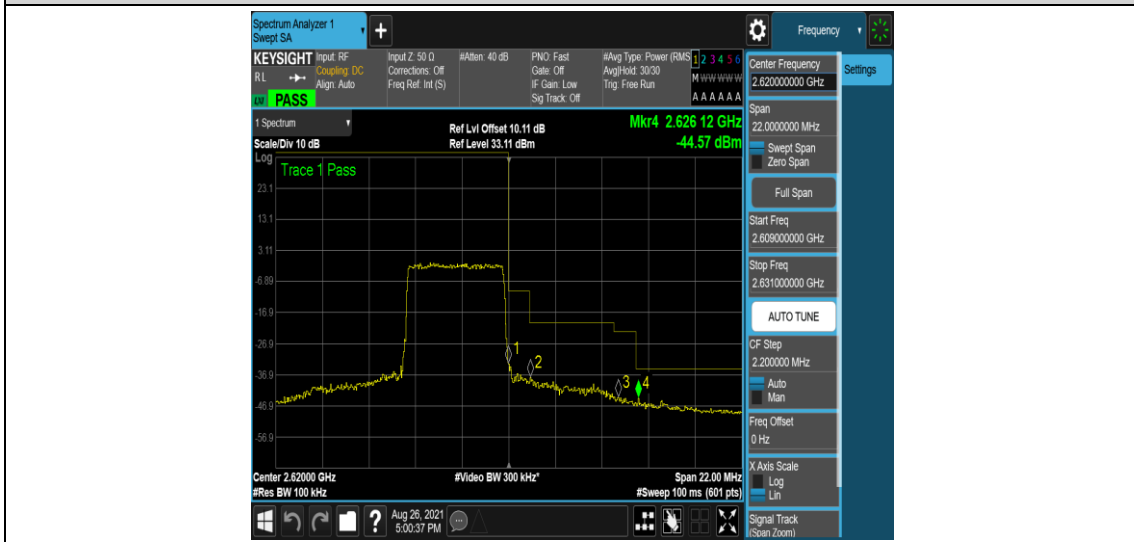 Spectrum Analyzer 1
Swept SA
+
Frequency
KEYSIGHT
RL
PASS
Input: RF
Coupling: DC
Align: Auto
Input Z: 50 Ω
Corrections: Off
Freq Ref: Int (S)
#Atten: 40 dB
PNO: Fast
Gate: Off
IF Gain: Low
Sig Track: Off
#Avg Type: Power (RMS
Avg|Hold: 30/30
Trig: Free Run
1 2 3 4 5 6
M W W W W W
A A A A A A
Center Frequency
2.620000000 GHz
Settings
Span
22.0000000 MHz
Swept Span
Zero Span
Full Span
Start Freq
2.609000000 GHz
Stop Freq
2.631000000 GHz
AUTO TUNE
CF Step
2.200000 MHz
Auto
Man
Freq Offset
0 Hz
X Axis Scale
Log
Lin
Signal Track
(Span Zoom)
1 Spectrum
Scale/Div 10 dB
Ref Lvl Offset 10.11 dB
Ref Level 33.11 dBm
Mkr4 2.626 12 GHz
-44.57 dBm
Log
Trace 1 Pass
23.1
13.1
3.11
-6.89
-16.9
-26.9
-36.9
-46.9
-56.9
1
2
3
4
Center 2.62000 GHz
#Res BW 100 kHz
#Video BW 300 kHz*
Span 22.00 MHz
#Sweep 100 ms (601 pts)
?
Aug 26, 2021
5:00:37 PM